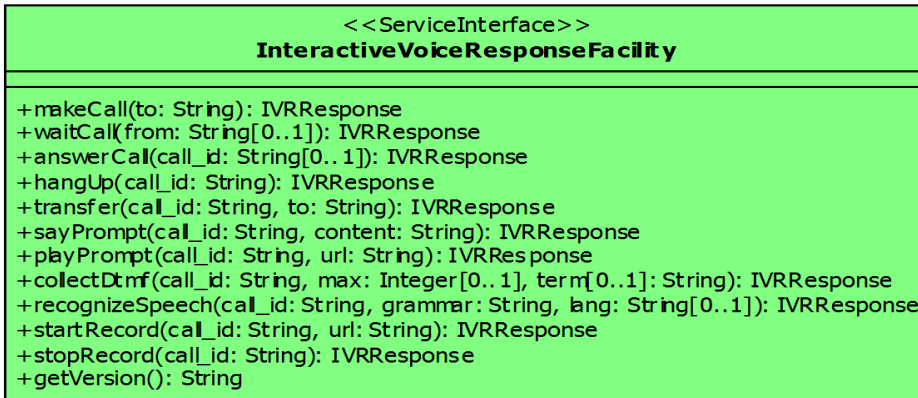 <<ServiceInterface>>
InteractiveVoiceResponseFacility
+makeCall(to: String): IVRResponse
+waitCall(from: String[0..1]): IVRResponse
+answerCall(call_id: String[0..1]): IVRResponse
+hangUp(call_id: String): IVRResponse
+transfer(call_id: String, to: String): IVRResponse
+sayPrompt(call_id: String, content: String): IVRResponse
+playPrompt(call_id: String, url: String): IVRResponse
+collectDtmf(call_id: String, max: Integer[0..1], term[0..1]: String): IVRResponse
+recognizeSpeech(call_id: String, grammar: String, lang: String[0..1]): IVRResponse
+startRecord(call_id: String, url: String): IVRResponse
+stopRecord(call_id: String): IVRResponse
+getVersion(): String